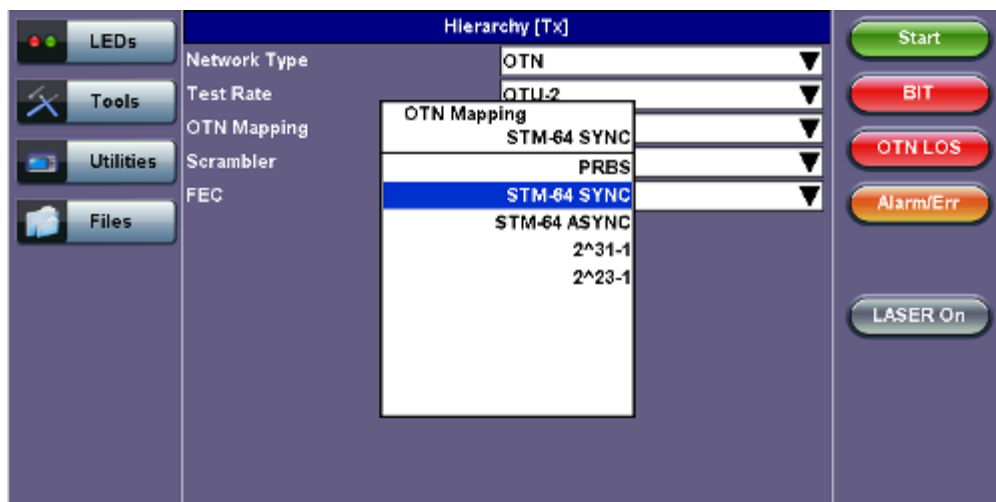 Hierarchy [Tx]
LEDs
Tools
Utilities
Files
Network Type
OTN
Test Rate
OTU-2
OTN Mapping
Scrambler
FEC
OTN Mapping
STM-64 SYNC
PRBS
STM-64 SYNC
STM-64 ASYNC
2^31-1
2^23-1
Start
BIT
OTN LOS
Alarm/Err
LASER On